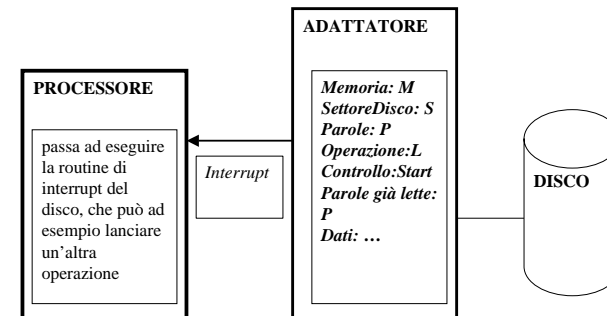 ADATTATORE
PROCESSORE
passa ad eseguire
la routine di
interrupt del
disco, che può ad
esempio lanciare
un’altra
operazione
Interrupt
Memoria: M
SettoreDisco: S
Parole: P
Operazione:L
Controllo:Start
Parole già lette:
P
Dati: …
DISCO